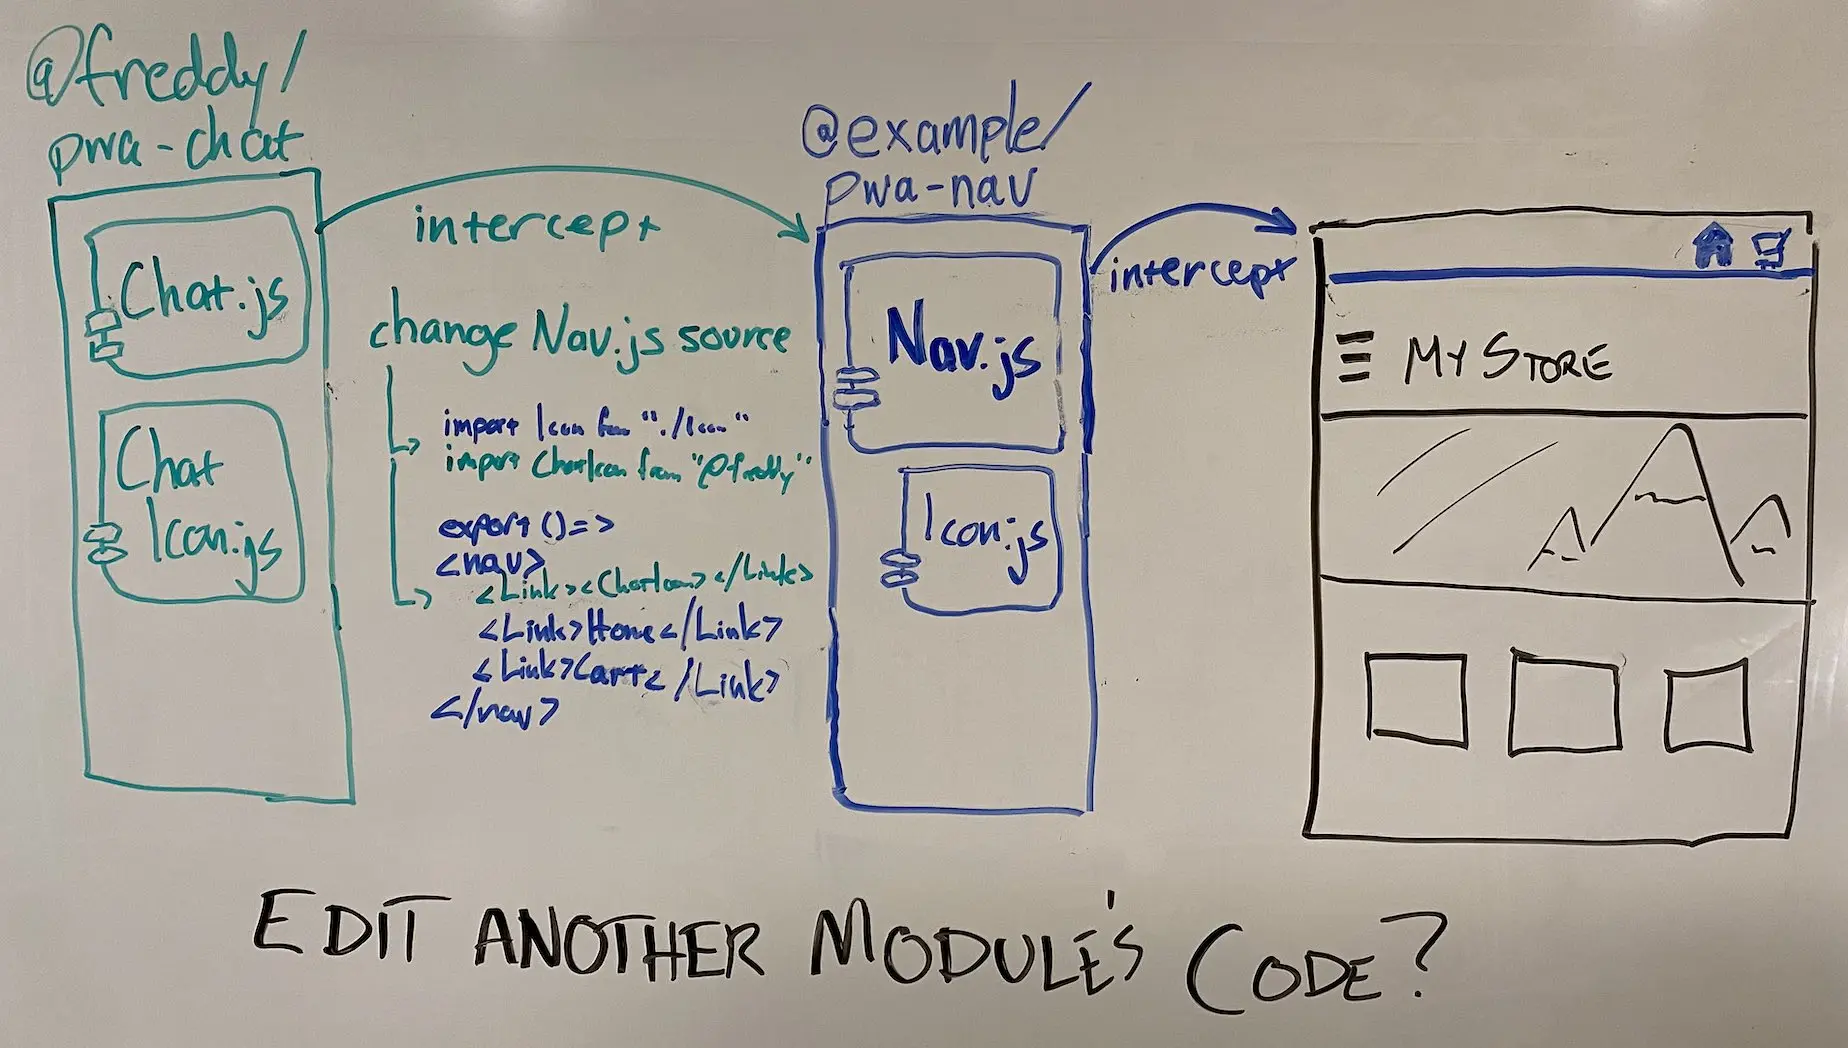 @freddy/
pwa-chat
Chat.js
Chat
Icon.js
intercept
change Nav.js source
import Icon from "./Icon"
import ChatIcon from "@freddy"
export () =>
<nav>
<Link><ChatIcon></Link>
<Link>Home</Link>
<Link>Cart</Link>
</nav>
@example/
pwa-nav
Nav.js
Icon.js
intercept
MY STORE
EDIT ANOTHER MODULE'S CODE?